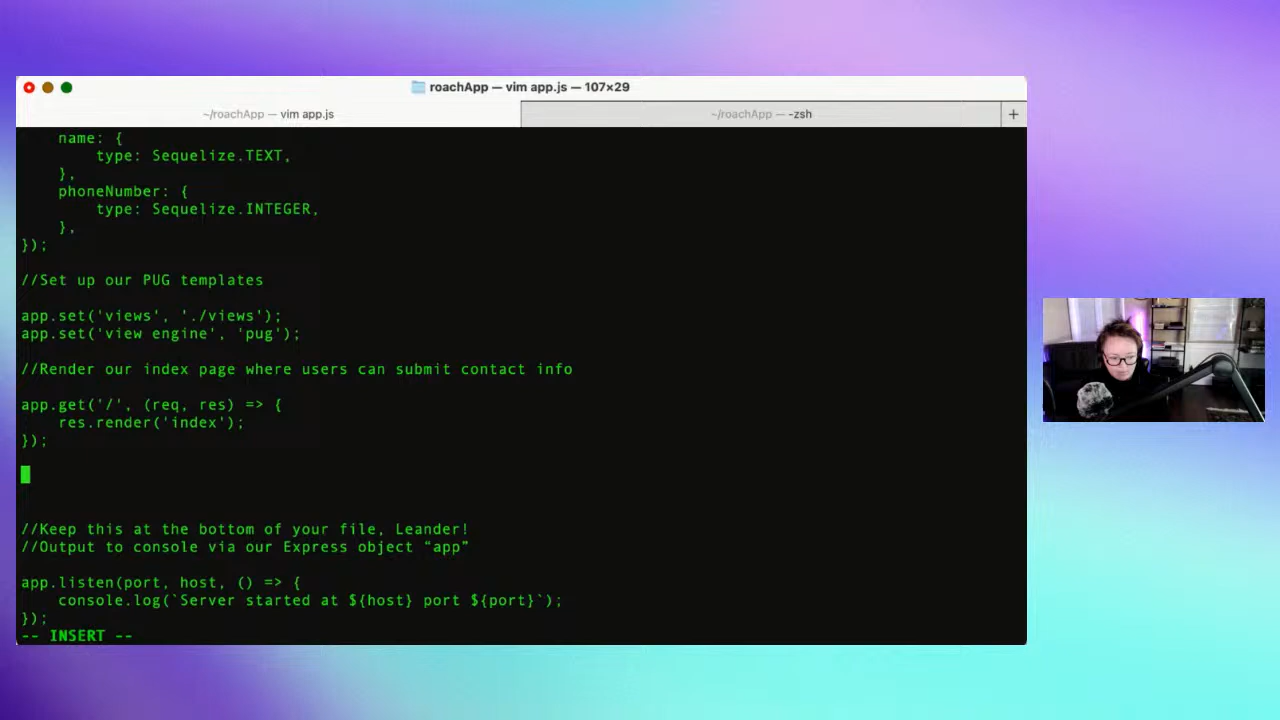 roachApp — vim app.js — 107×29
~/roachApp — vim app.js
~/roachApp — -zsh
+
    name: {
        type: Sequelize.TEXT,
    },
    phoneNumber: {
        type: Sequelize.INTEGER,
    },
});
//Set up our PUG templates
app.set('views', './views');
app.set('view engine', 'pug');
//Render our index page where users can submit contact info
app.get('/', (req, res) => {
    res.render('index');
});
//Keep this at the bottom of your file, Leander!
//Output to console via our Express object “app”
app.listen(port, host, () => {
    console.log(`Server started at ${host} port ${port}`);
});
-- INSERT --